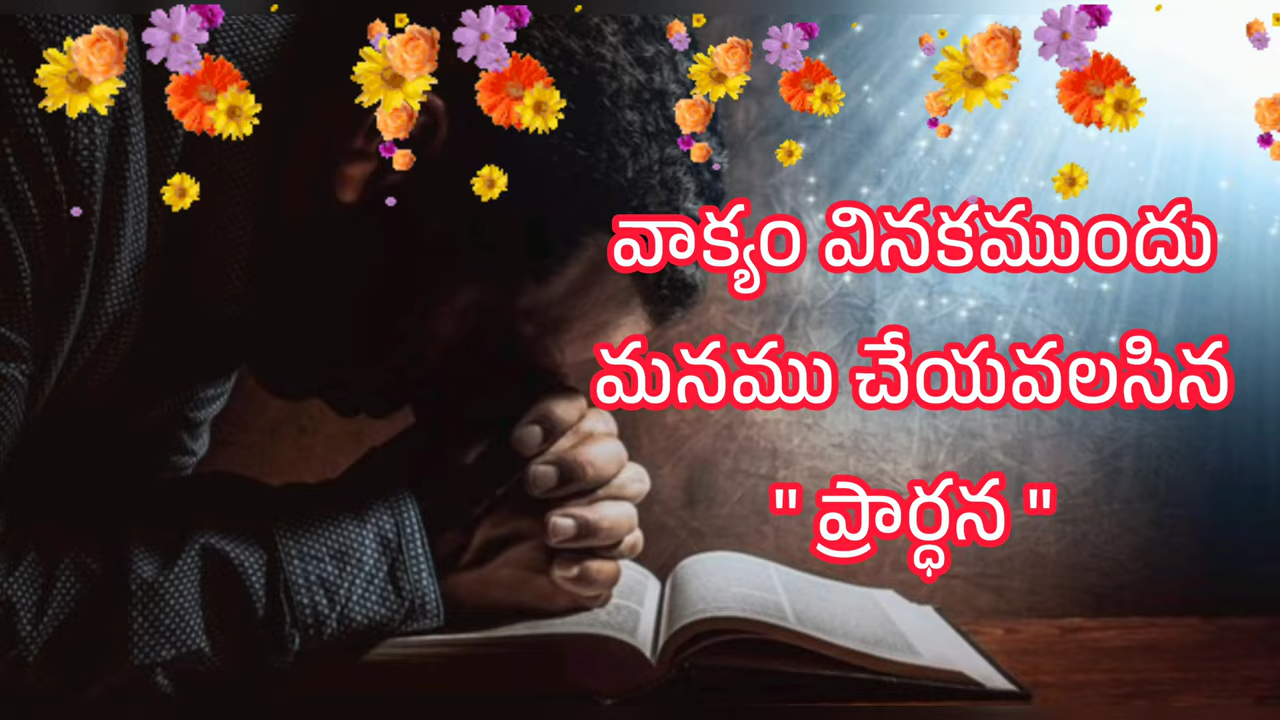 వాక్యం వినకముందు
మనము చేయవలసిన
" ప్రార్ధన "